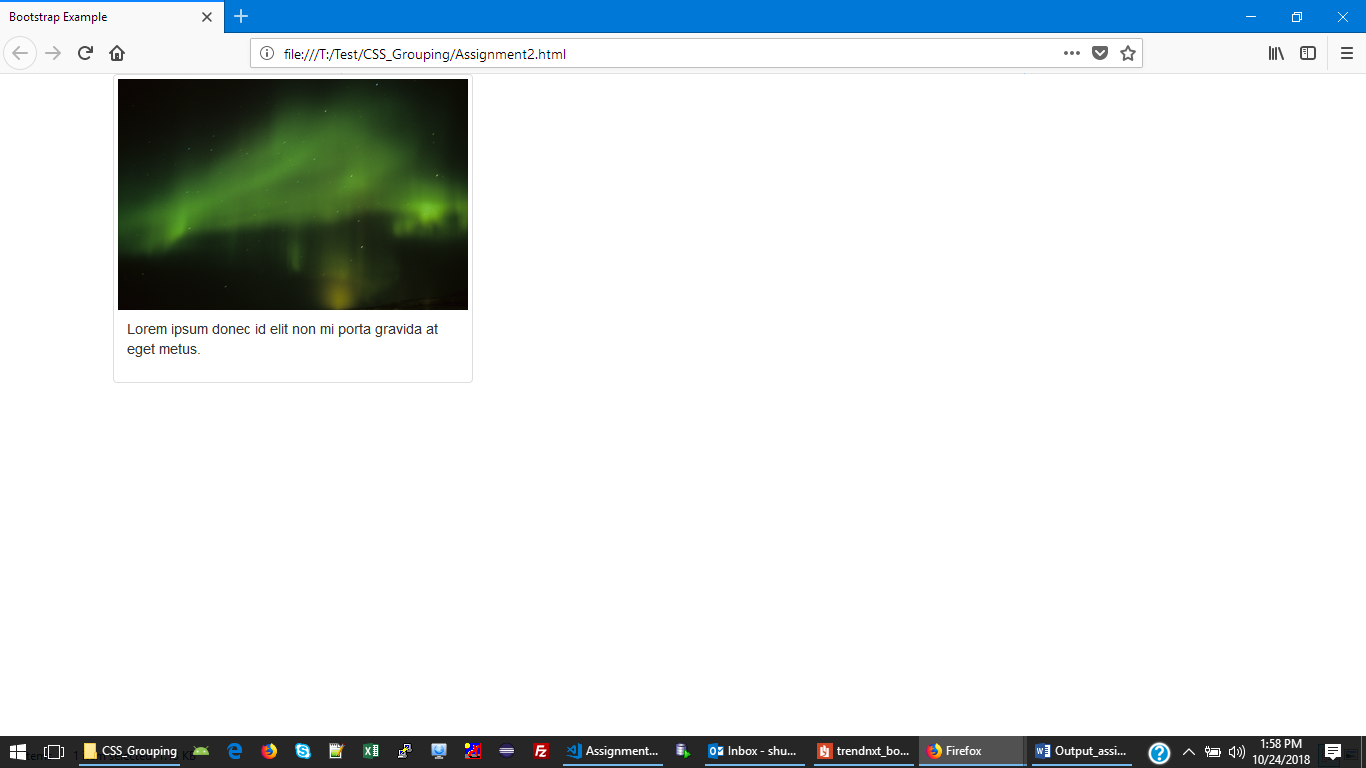 Bootstrap Example
file:///T:/Test/CSS_Grouping/Assignment2.html
Lorem ipsum donec id elit non mi porta gravida at
eget metus.
CSS_Grouping
Assignment...
Inbox - shu...
trendnxt_bo...
Firefox
Output_assi...
1:58 PM
10/24/2018